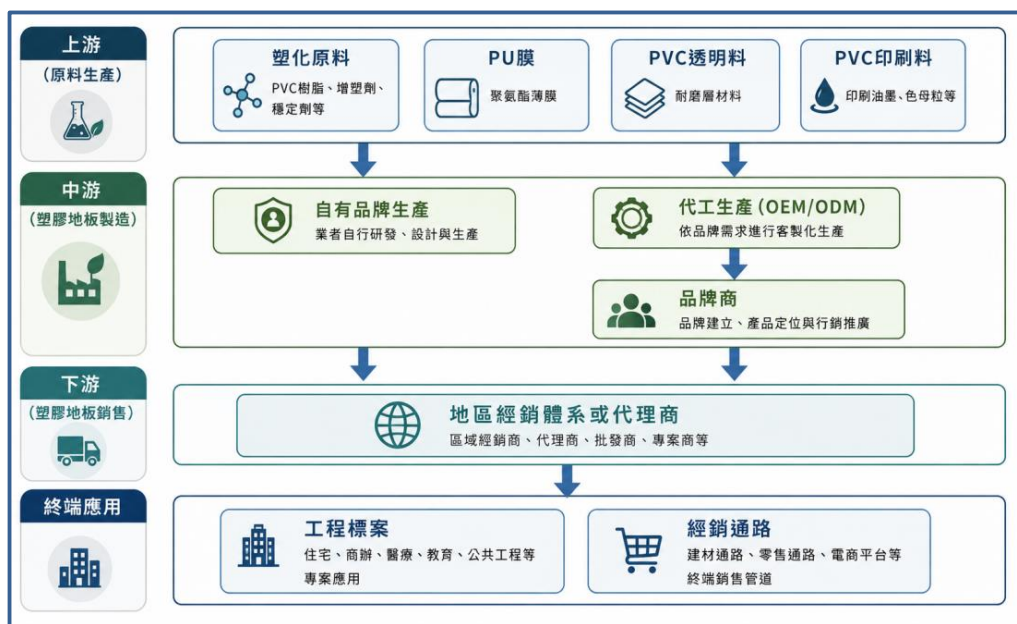 上游
(原料生產)
塑化原料
PVC樹脂、增塑劑、
穩定劑等
PU膜
聚氨酯薄膜
PVC透明料
耐磨層材料
PVC印刷料
印刷油墨、色母粒等
中游
(塑膠地板製造)
自有品牌生產
業者自行研發、設計與生產
代工生產(OEM/ODM)
依品牌需求進行客製化生產
品牌商
品牌建立、產品定位與行銷推廣
下游
(塑膠地板銷售)
地區經銷體系或代理商
區域經銷商、代理商、批發商、專案商等
終端應用
工程標案
住宅、商辦、醫療、教育、公共工程等
專案應用
經銷通路
建材通路、零售通路、電商平台等
終端銷售管道